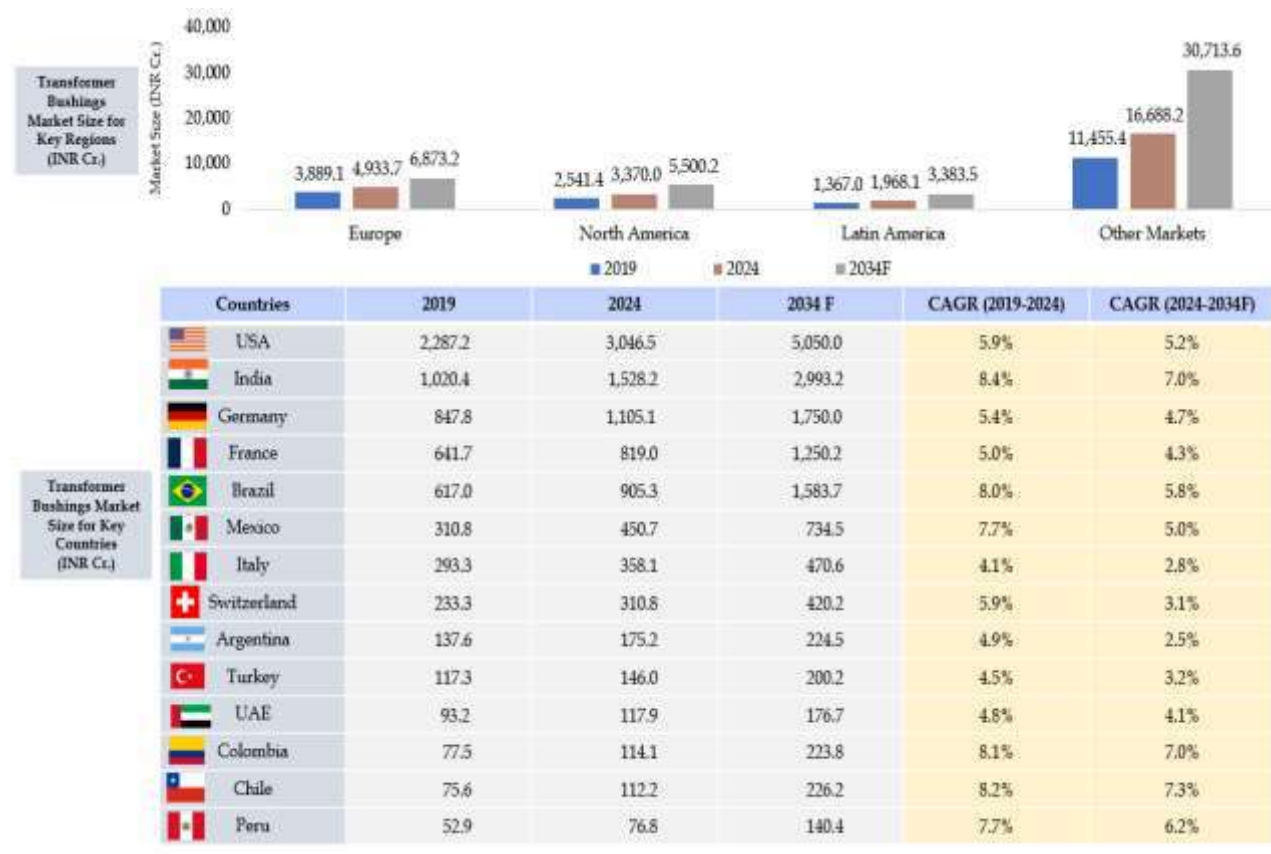 Transformer
Bushings
Market Size for
Key Regions
(INR Cr.)
Market Size (INR Cr.)
40,000
30,000
20,000
10,000
0
3,889.1 4,933.7 6,873.2
2,541.4 3,370.0 5,500.2
1,367.0 1,968.1 3,383.5
11,455.4 16,688.2 30,713.6
Europe North America Latin America Other Markets
2019 2024 2034F
Countries 2019 2024 2034 F CAGR (2019-2024) CAGR (2024-2034F)
USA 2,287.2 3,046.5 5,050.0 5.9% 5.2%
India 1,020.4 1,528.2 2,993.2 8.4% 7.0%
Germany 847.8 1,105.1 1,750.0 5.4% 4.7%
France 641.7 819.0 1,250.2 5.0% 4.3%
Transformer
Bushings Market
Size for Key
Countries
(INR Cr.)
Brazil 617.0 905.3 1,583.7 8.0% 5.8%
Mexico 310.8 450.7 734.5 7.7% 5.0%
Italy 293.3 358.1 470.6 4.1% 2.8%
Switzerland 233.3 310.8 420.2 5.9% 3.1%
Argentina 137.6 175.2 224.5 4.9% 2.5%
Turkey 117.3 146.0 200.2 4.5% 3.2%
UAE 93.2 117.9 176.7 4.8% 4.1%
Colombia 77.5 114.1 223.8 8.1% 7.0%
Chile 75.6 112.2 226.2 8.2% 7.3%
Peru 52.9 76.8 140.4 7.7% 6.2%